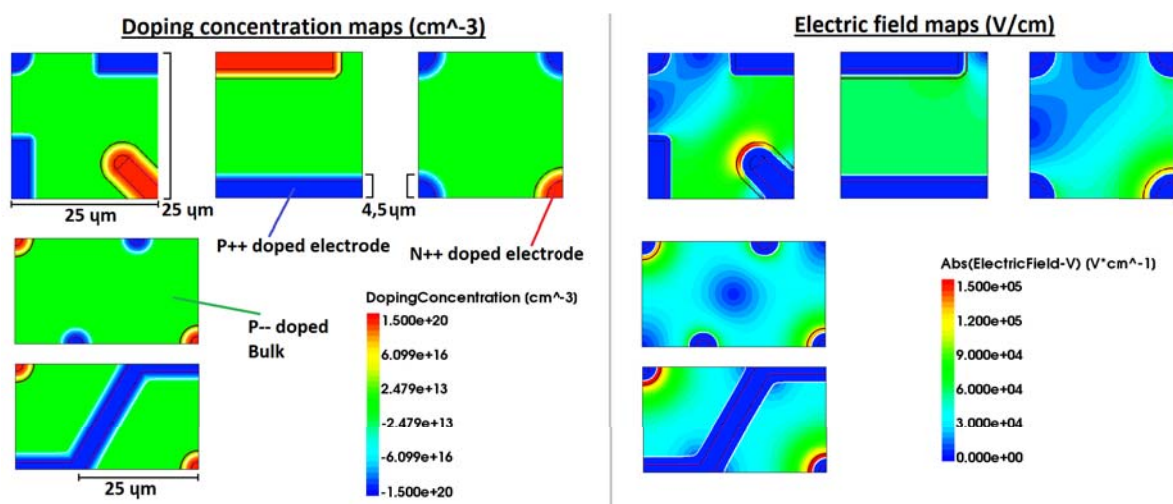 Doping concentration maps (cm^-3)
25 ɥm
25 ɥm
4,5ɥm
P++ doped electrode
N++ doped electrode
P-- doped
Bulk
DopingConcentration (cm^-3)
1.500e+20
6.099e+16
2.479e+13
-2.479e+13
-6.099e+16
-1.500e+20
25 ɥm
Electric field maps (V/cm)
Abs(ElectricField-V) (V*cm^-1)
1.500e+05
1.200e+05
9.000e+04
6.000e+04
3.000e+04
0.000e+00